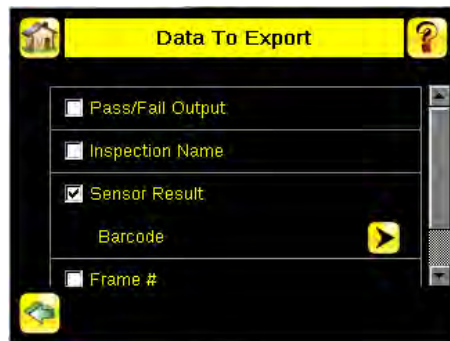 Data To Export
Pass/Fail Output
Inspection Name
Sensor Result
Barcode
Frame #